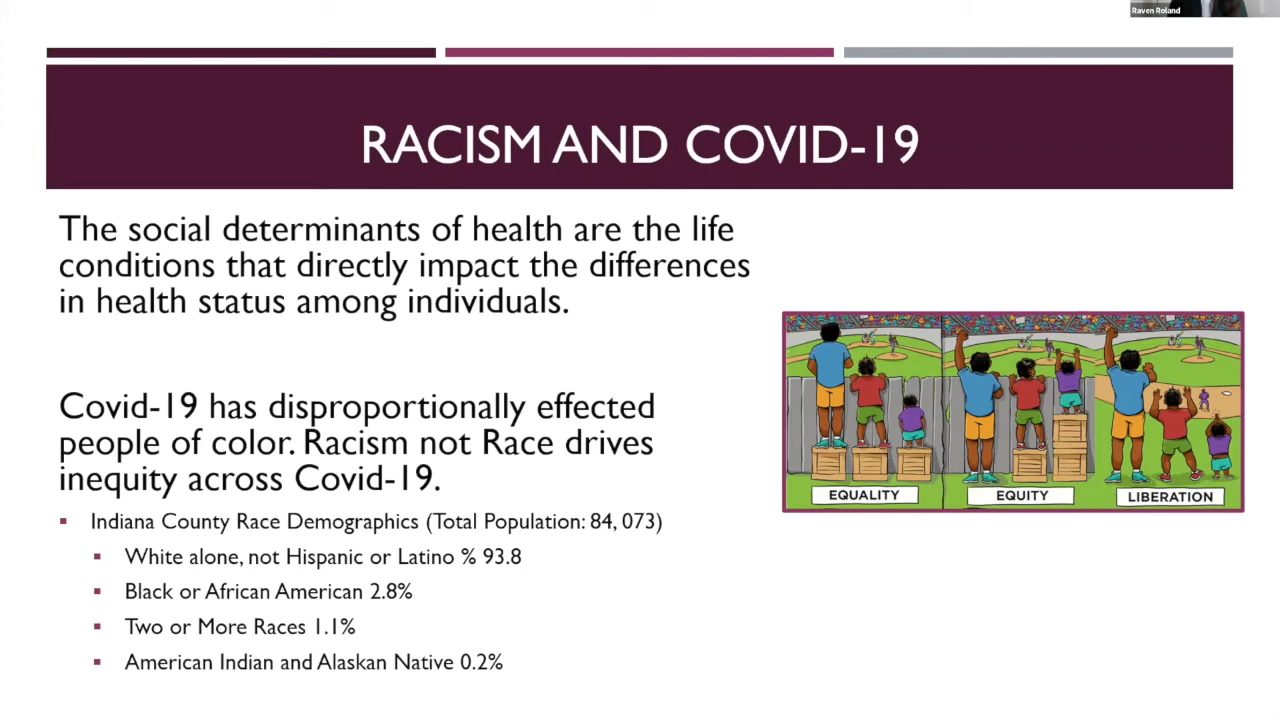 Raven Roland
RACISM AND COVID-19
The social determinants of health are the life
conditions that directly impact the differences
in health status among individuals.
Covid-19 has disproportionally effected
people of color. Racism not Race drives
inequity across Covid-19.
Indiana County Race Demographics (Total Population: 84, 073)
White alone, not Hispanic or Latino % 93.8
Black or African American 2.8%
Two or More Races 1.1%
American Indian and Alaskan Native 0.2%
EQUALITY
EQUITY
LIBERATION